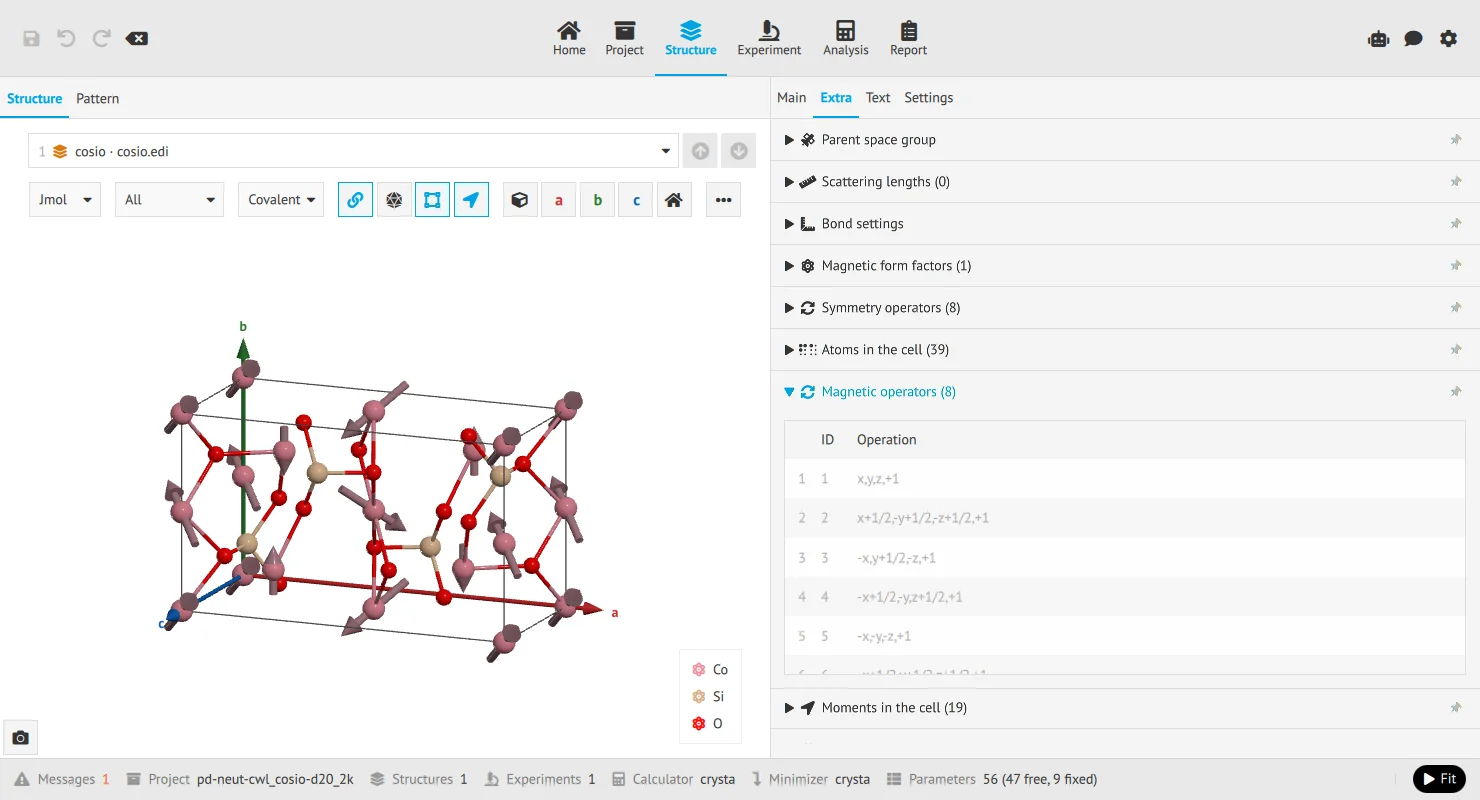 Home Project Structure Experiment Analysis Report
Structure Pattern
Main Extra Text Settings
1 cosio · cosio.edi
Jmol All Covalent a b c
b
a
c
Co
Si
O
Parent space group
Scattering lengths (0)
Bond settings
Magnetic form factors (1)
Symmetry operators (8)
Atoms in the cell (39)
Magnetic operators (8)
ID Operation
1 1 x,y,z,+1
2 2 x+1/2,-y+1/2,-z+1/2,+1
3 3 -x,y+1/2,-z,+1
4 4 -x+1/2,-y,z+1/2,+1
5 5 -x,-y,-z,+1
Moments in the cell (19)
Messages 1 Project pd-neut-cwl_cosio-d20_2k Structures 1 Experiments 1 Calculator crysta Minimizer crysta Parameters 56 (47 free, 9 fixed) Fit